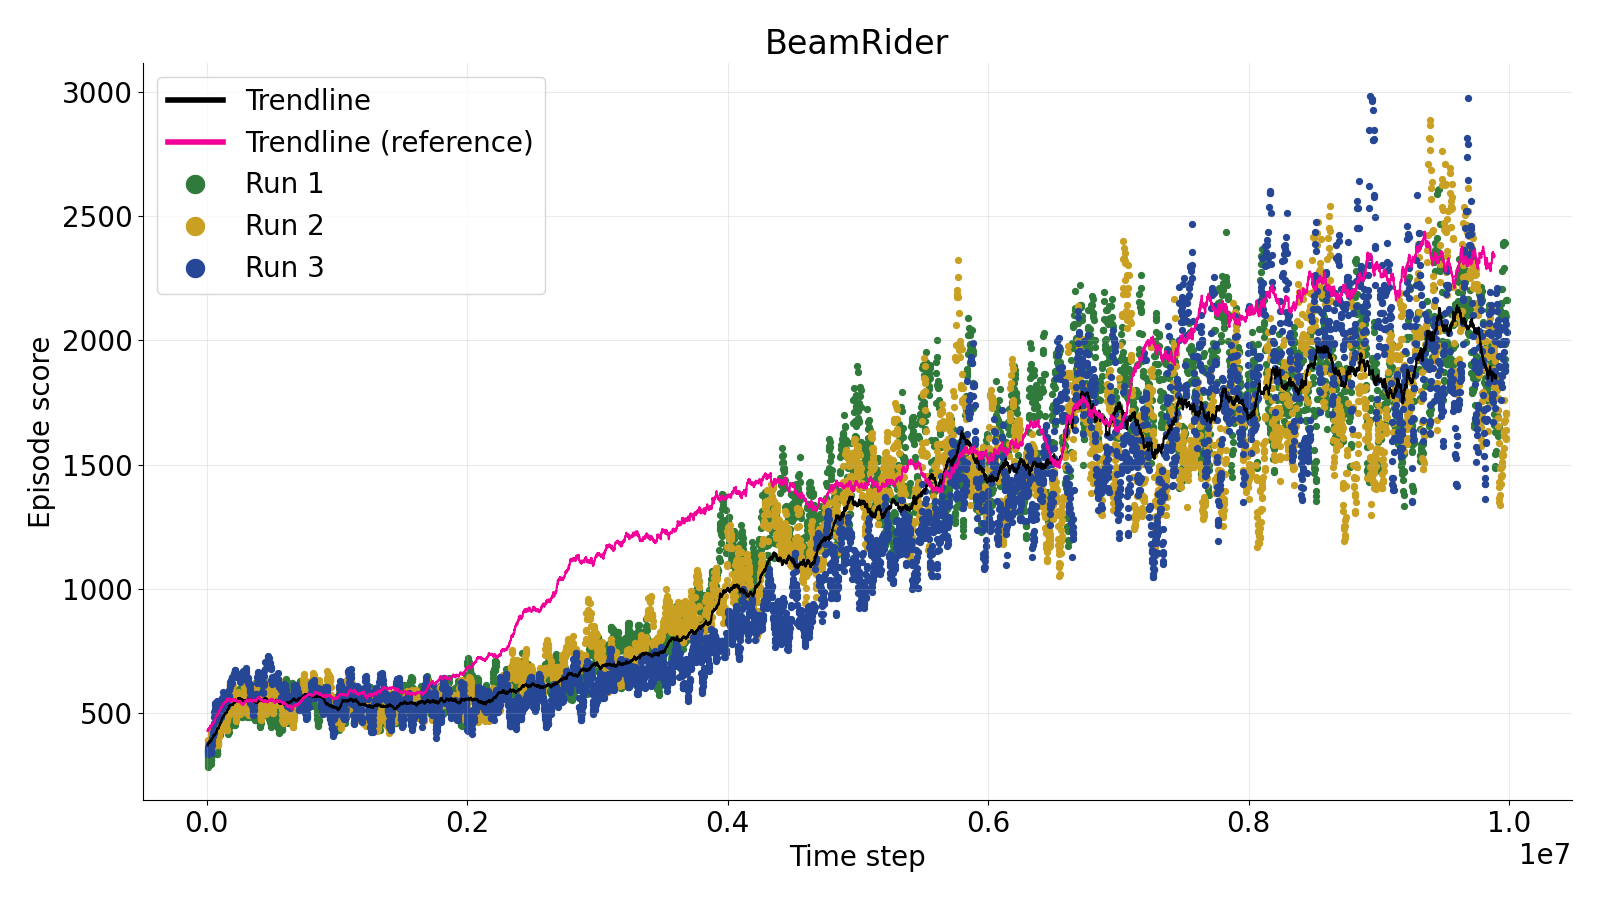 BeamRider
Trendline
Trendline (reference)
Run 1
Run 2
Run 3
Episode score
3000
2500
2000
1500
1000
500
0.0 0.2 0.4 0.6 0.8 1.0
1e7
Time step